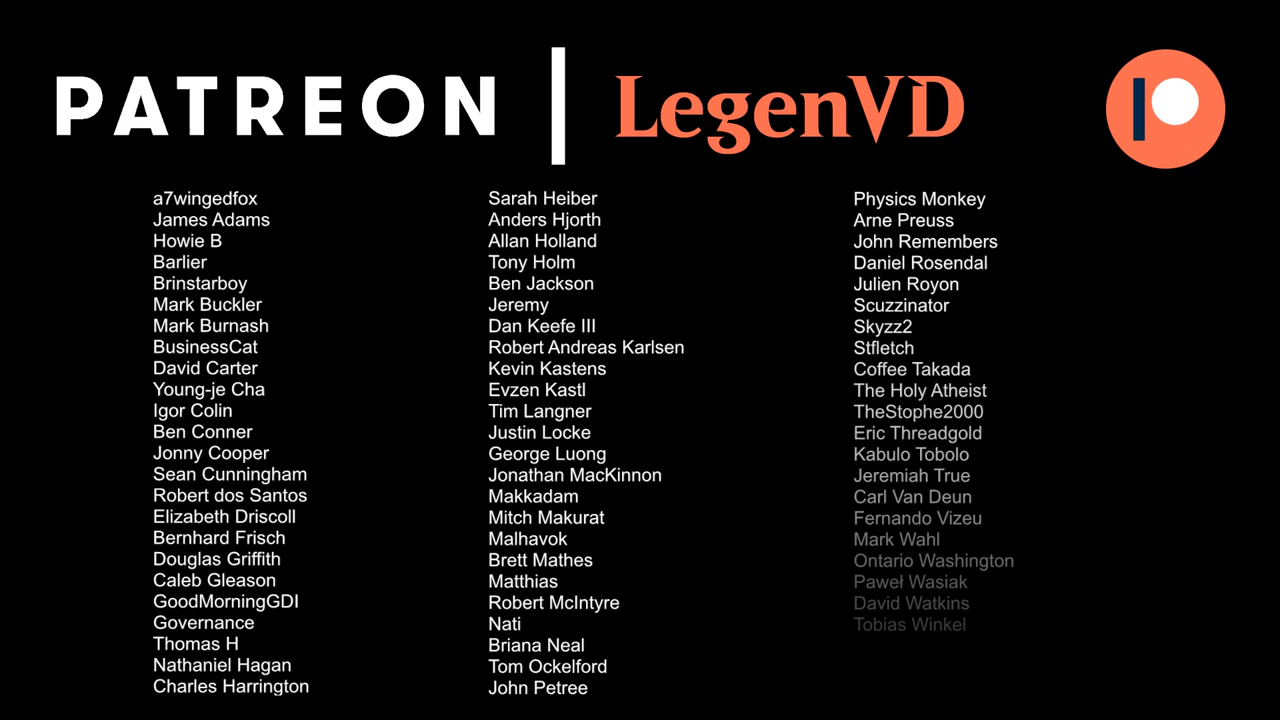 PATREON | LegenVD
a7wingedfox
James Adams
Howie B
Barlier
Brinstarboy
Mark Buckler
Mark Burnash
BusinessCat
David Carter
Young-je Cha
Igor Colin
Ben Conner
Jonny Cooper
Sean Cunningham
Robert dos Santos
Elizabeth Driscoll
Bernhard Frisch
Douglas Griffith
Caleb Gleason
GoodMorningGDI
Governance
Thomas H
Nathaniel Hagan
Charles Harrington
Sarah Heiber
Anders Hjorth
Allan Holland
Tony Holm
Ben Jackson
Jeremy
Dan Keefe III
Robert Andreas Karlsen
Kevin Kastens
Evzen Kastl
Tim Langner
Justin Locke
George Luong
Jonathan MacKinnon
Makkadam
Mitch Makurat
Malhavok
Brett Mathes
Matthias
Robert McIntyre
Nati
Briana Neal
Tom Ockelford
John Petree
Physics Monkey
Arne Preuss
John Remembers
Daniel Rosendal
Julien Royon
Scuzzinator
Skyzz2
Stfletch
Coffee Takada
The Holy Atheist
TheStophe2000
Eric Threadgold
Kabulo Tobolo
Jeremiah True
Carl Van Deun
Fernando Vizeu
Mark Wahl
Ontario Washington
Paweł Wasiak
David Watkins
Tobias Winkel